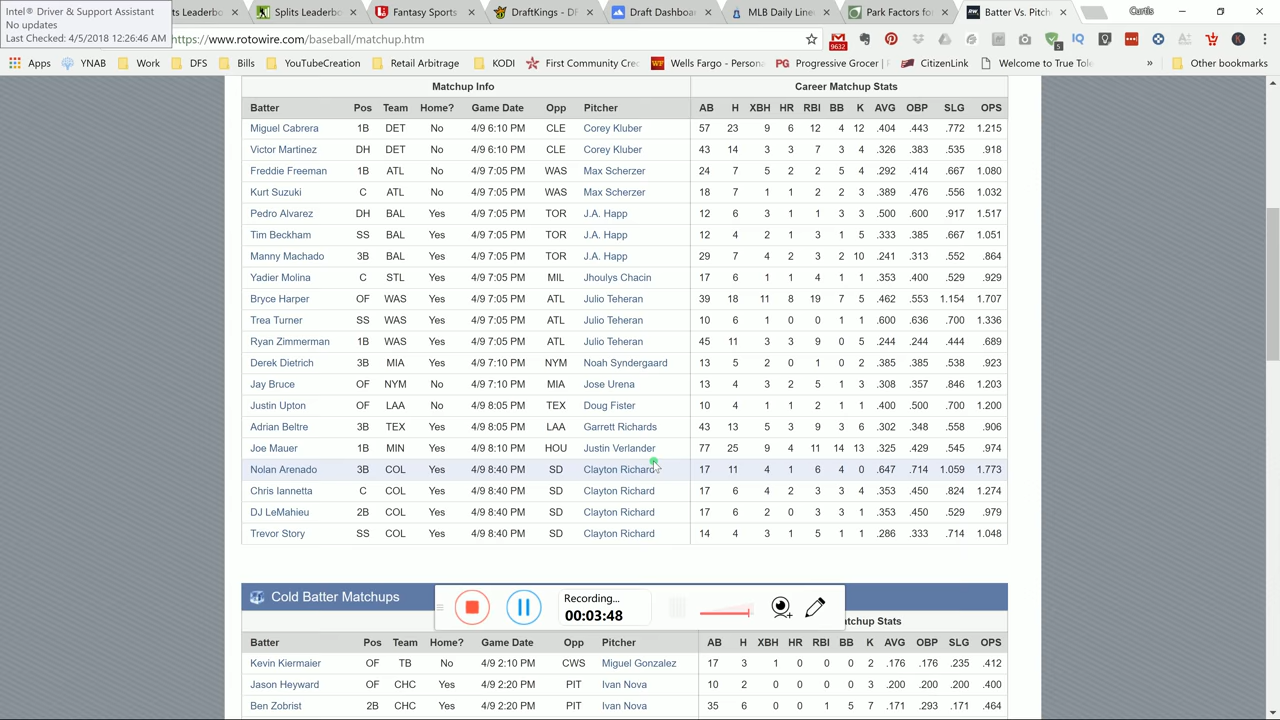 Intel® Driver & Support Assistant
No updates
Last Checked: 4/5/2018 12:26:46 AM
ts Leaderbo
Splits Leaderbo
Fantasy Sports
DraftKings - DF
Draft Dashboa
MLB Daily Line
Park Factors fo
Batter Vs. Pitch
Curtis
https://www.rotowire.com/baseball/matchup.htm
9632
5
K
Apps YNAB Work DFS Bills YouTubeCreation Retail Arbitrage KODI First Community Cre Wells Fargo - Persona Progressive Grocer | CitizenLink Welcome to True Tole » Other bookmarks
Matchup Info Career Matchup Stats
Batter Pos Team Home? Game Date Opp Pitcher AB H XBH HR RBI BB K AVG OBP SLG OPS
Miguel Cabrera 1B DET No 4/9 6:10 PM CLE Corey Kluber 57 23 9 6 12 4 12 .404 .443 .772 1.215
Victor Martinez DH DET No 4/9 6:10 PM CLE Corey Kluber 43 14 3 3 7 3 4 .326 .383 .535 .918
Freddie Freeman 1B ATL No 4/9 7:05 PM WAS Max Scherzer 24 7 5 2 2 5 4 .292 .414 .667 1.080
Kurt Suzuki C ATL No 4/9 7:05 PM WAS Max Scherzer 18 7 1 1 2 2 3 .389 .476 .556 1.032
Pedro Alvarez DH BAL Yes 4/9 7:05 PM TOR J.A. Happ 12 6 3 1 1 3 3 .500 .600 .917 1.517
Tim Beckham SS BAL Yes 4/9 7:05 PM TOR J.A. Happ 12 4 2 1 3 1 5 .333 .385 .667 1.051
Manny Machado 3B BAL Yes 4/9 7:05 PM TOR J.A. Happ 29 7 4 2 3 2 10 .241 .313 .552 .864
Yadier Molina C STL Yes 4/9 7:05 PM MIL Jhoulys Chacin 17 6 1 1 4 1 1 .353 .400 .529 .929
Bryce Harper OF WAS Yes 4/9 7:05 PM ATL Julio Teheran 39 18 11 8 19 7 5 .462 .553 1.154 1.707
Trea Turner SS WAS Yes 4/9 7:05 PM ATL Julio Teheran 10 6 1 0 0 1 1 .600 .636 .700 1.336
Ryan Zimmerman 1B WAS Yes 4/9 7:05 PM ATL Julio Teheran 45 11 3 3 9 0 5 .244 .244 .444 .689
Derek Dietrich 3B MIA Yes 4/9 7:10 PM NYM Noah Syndergaard 13 5 2 0 1 0 2 .385 .385 .538 .923
Jay Bruce OF NYM No 4/9 7:10 PM MIA Jose Urena 13 4 3 2 5 1 3 .308 .357 .846 1.203
Justin Upton OF LAA No 4/9 8:05 PM TEX Doug Fister 10 4 1 1 2 1 1 .400 .500 .700 1.200
Adrian Beltre 3B TEX Yes 4/9 8:05 PM LAA Garrett Richards 43 13 5 3 9 3 6 .302 .348 .558 .906
Joe Mauer 1B MIN Yes 4/9 8:10 PM HOU Justin Verlander 77 25 9 4 11 14 13 .325 .429 .545 .974
Nolan Arenado 3B COL Yes 4/9 8:40 PM SD Clayton Richard 17 11 4 1 6 4 0 .647 .714 1.059 1.773
Chris Iannetta C COL Yes 4/9 8:40 PM SD Clayton Richard 17 6 4 2 3 3 4 .353 .450 .824 1.274
DJ LeMahieu 2B COL Yes 4/9 8:40 PM SD Clayton Richard 17 6 2 0 3 3 1 .353 .450 .529 .979
Trevor Story SS COL Yes 4/9 8:40 PM SD Clayton Richard 14 4 3 1 5 1 1 .286 .333 .714 1.048
Cold Batter Matchups
Recording...
00:03:48
atchup Stats
Batter Pos Team Home? Game Date Opp Pitcher AB H XBH HR RBI BB K AVG OBP SLG OPS
Kevin Kiermaier OF TB No 4/9 2:10 PM CWS Miguel Gonzalez 17 3 1 0 0 0 2 .176 .176 .235 .412
Jason Heyward OF CHC Yes 4/9 2:20 PM PIT Ivan Nova 10 2 0 0 0 0 3 .200 .200 .200 .400
Ben Zobrist 2B CHC Yes 4/9 2:20 PM PIT Ivan Nova 35 6 0 0 1 5 7 .171 .293 .171 .464